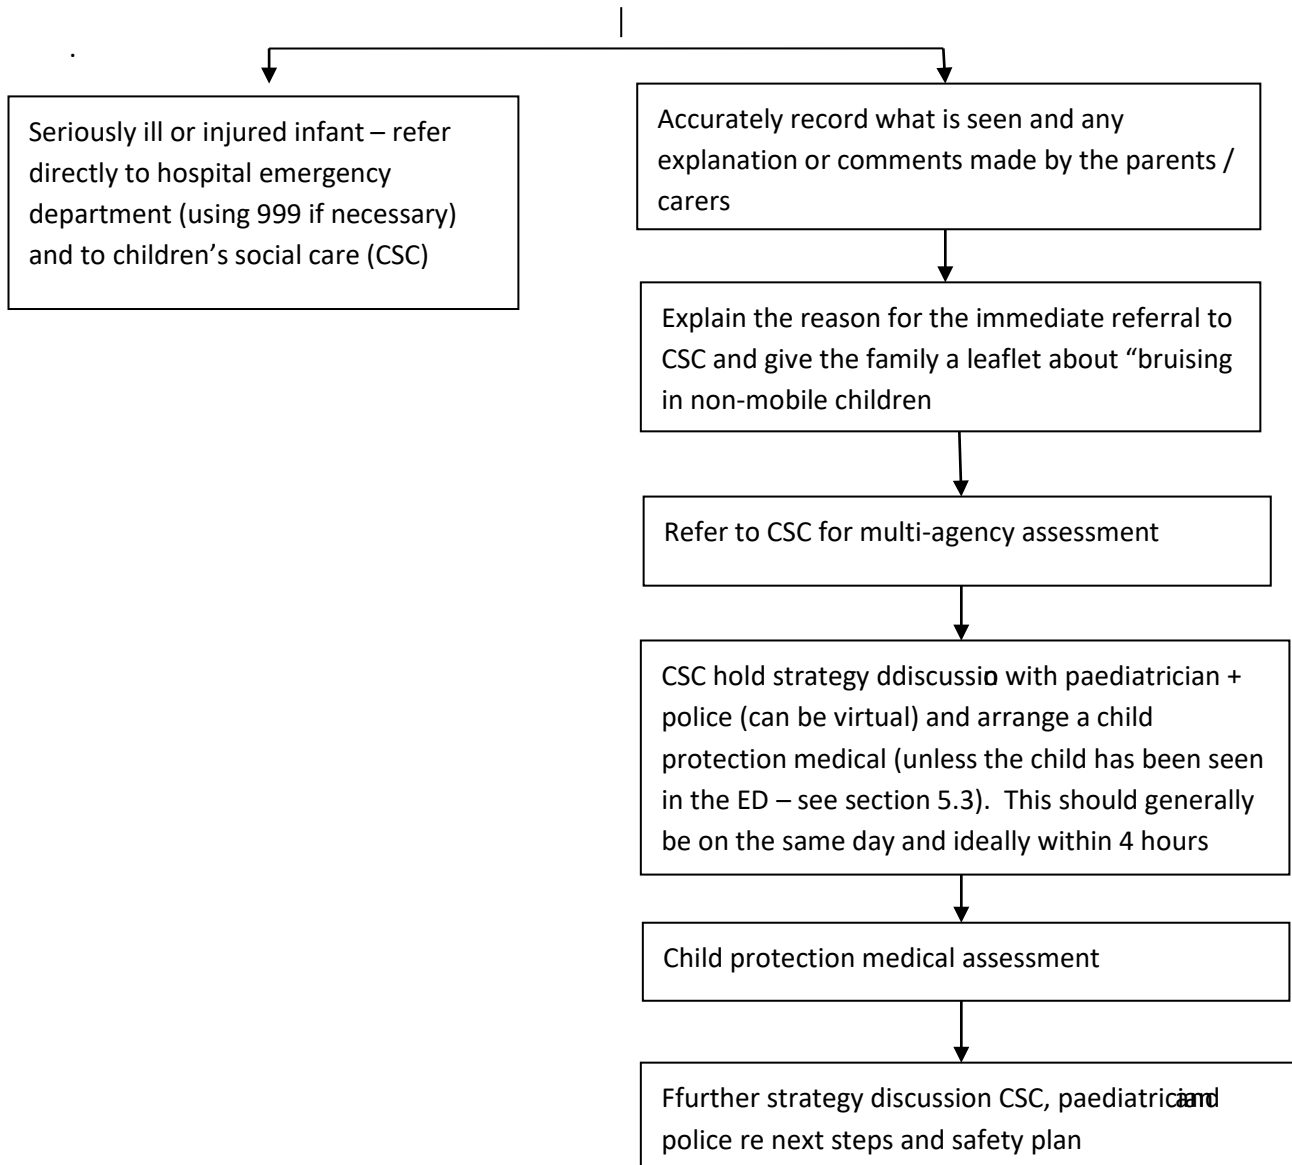 Seriously ill or injured infant – refer
directly to hospital emergency
department (using 999 if necessary)
and to children’s social care (CSC)
Accurately record what is seen and any
explanation or comments made by the parents /
carers
Explain the reason for the immediate referral to
CSC and give the family a leaflet about “bruising
in non-mobile children
Refer to CSC for multi-agency assessment
CSC hold strategy ddiscussio with paediatrician +
police (can be virtual) and arrange a child
protection medical (unless the child has been seen
in the ED – see section 5.3).  This should generally
be on the same day and ideally within 4 hours
Child protection medical assessment
Ffurther strategy discussion CSC, paediatrician and
police re next steps and safety plan